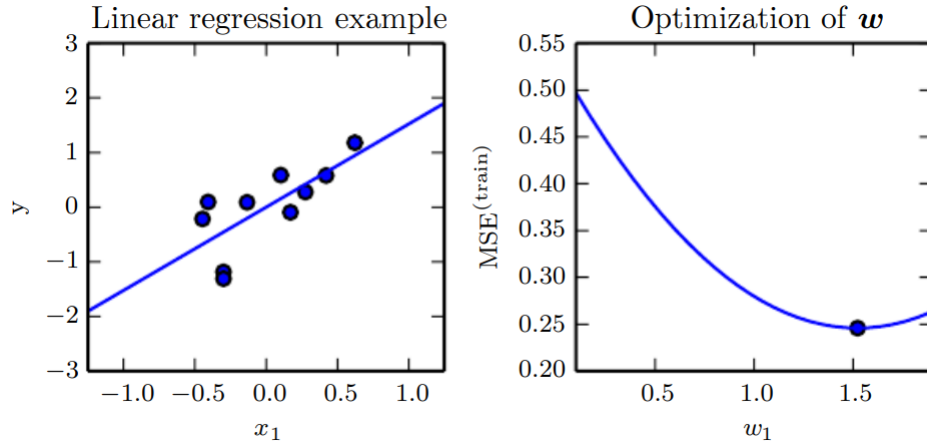 Linear regression example
3
2
1
0
−1
−2
−3
y
−1.0 −0.5 0.0 0.5 1.0
x1
Optimization of w
0.55
0.50
0.45
0.40
0.35
0.30
0.25
0.20
MSE(train)
0.5 1.0 1.5
w1